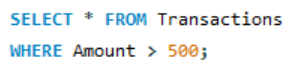 SELECT * FROM Transactions
WHERE Amount > 500;